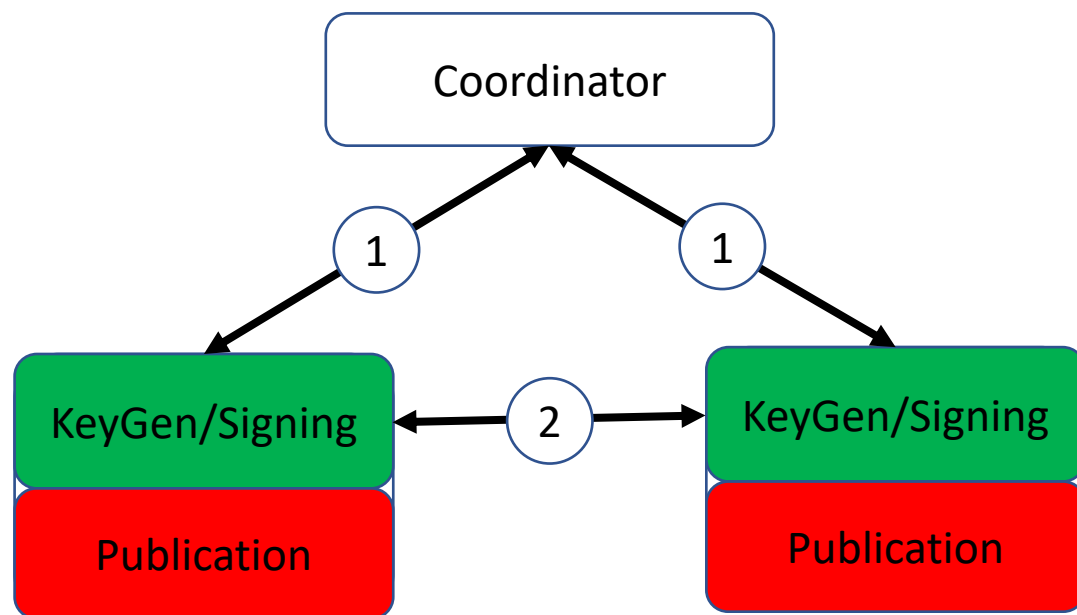 Coordinator
1
1
KeyGen/Signing
KeyGen/Signing
2
Publication
Publication